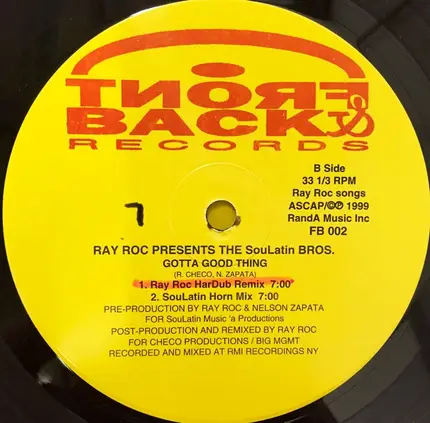 FRONT &
BACK
RECORDS
B Side
33 1/3 RPM
Ray Roc songs
ASCAP/©℗ 1999
RandA Music Inc
FB 002
7
RAY ROC PRESENTS THE SouLatin BROS.
GOTTA GOOD THING
(R. CHECO, N. ZAPATA)
1. Ray Roc HarDub Remix 7:00
2. SouLatin Horn Mix 7:00
PRE-PRODUCTION BY RAY ROC & NELSON ZAPATA
FOR SouLatin Music 'a Productions
POST-PRODUCTION AND REMIXED BY RAY ROC
FOR CHECO PRODUCTIONS / BIG MGMT
RECORDED AND MIXED AT RMI RECORDINGS NY